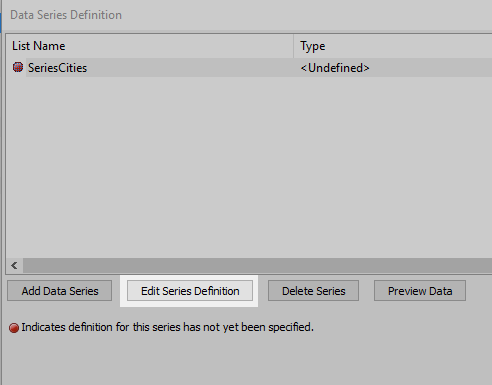 Data Series Definition
List Name Type
SeriesCities <Undefined>
Add Data Series Edit Series Definition Delete Series Preview Data
Indicates definition for this series has not yet been specified.